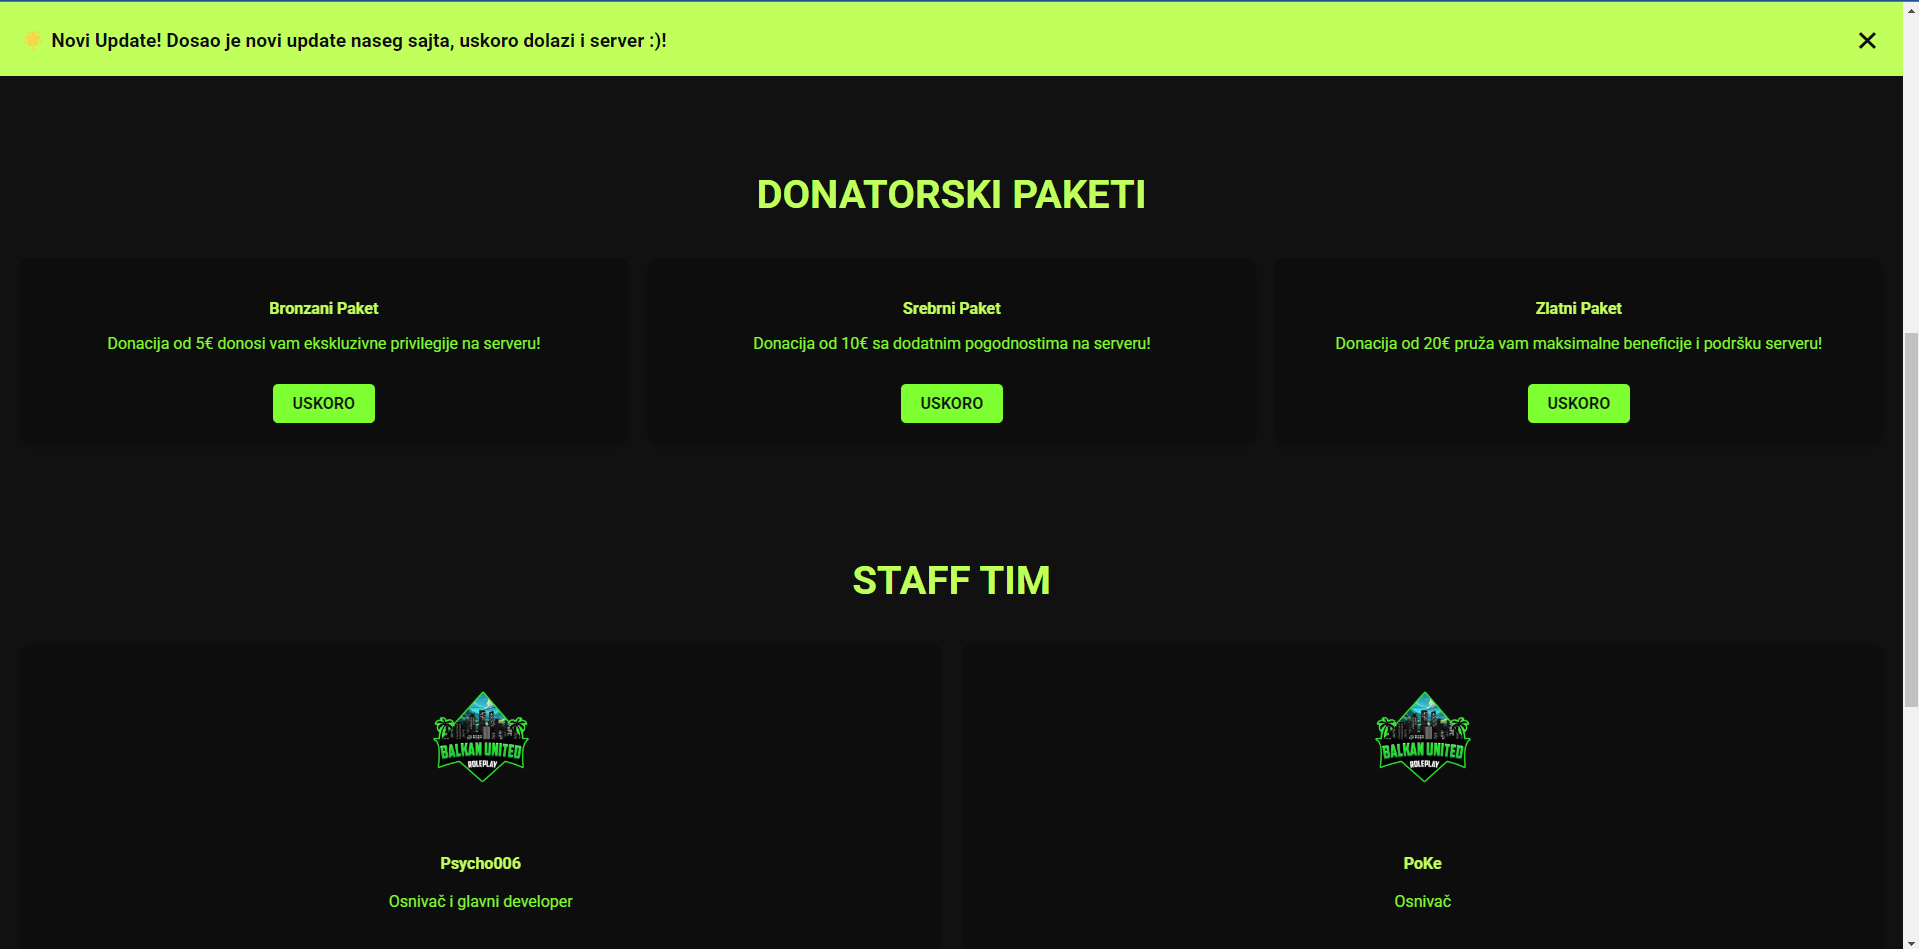 Novi Update! Dosao je novi update naseg sajta, uskoro dolazi i server :)!
DONATORSKI PAKETI
Bronzani Paket
Donacija od 5€ donosi vam ekskluzivne privilegije na serveru!
USKORO
Srebrni Paket
Donacija od 10€ sa dodatnim pogodnostima na serveru!
USKORO
Zlatni Paket
Donacija od 20€ pruža vam maksimalne beneficije i podršku serveru!
USKORO
STAFF TIM
BALKAN UNITED
ROLEPLAY
Psycho006
Osnivač i glavni developer
BALKAN UNITED
ROLEPLAY
PoKe
Osnivač